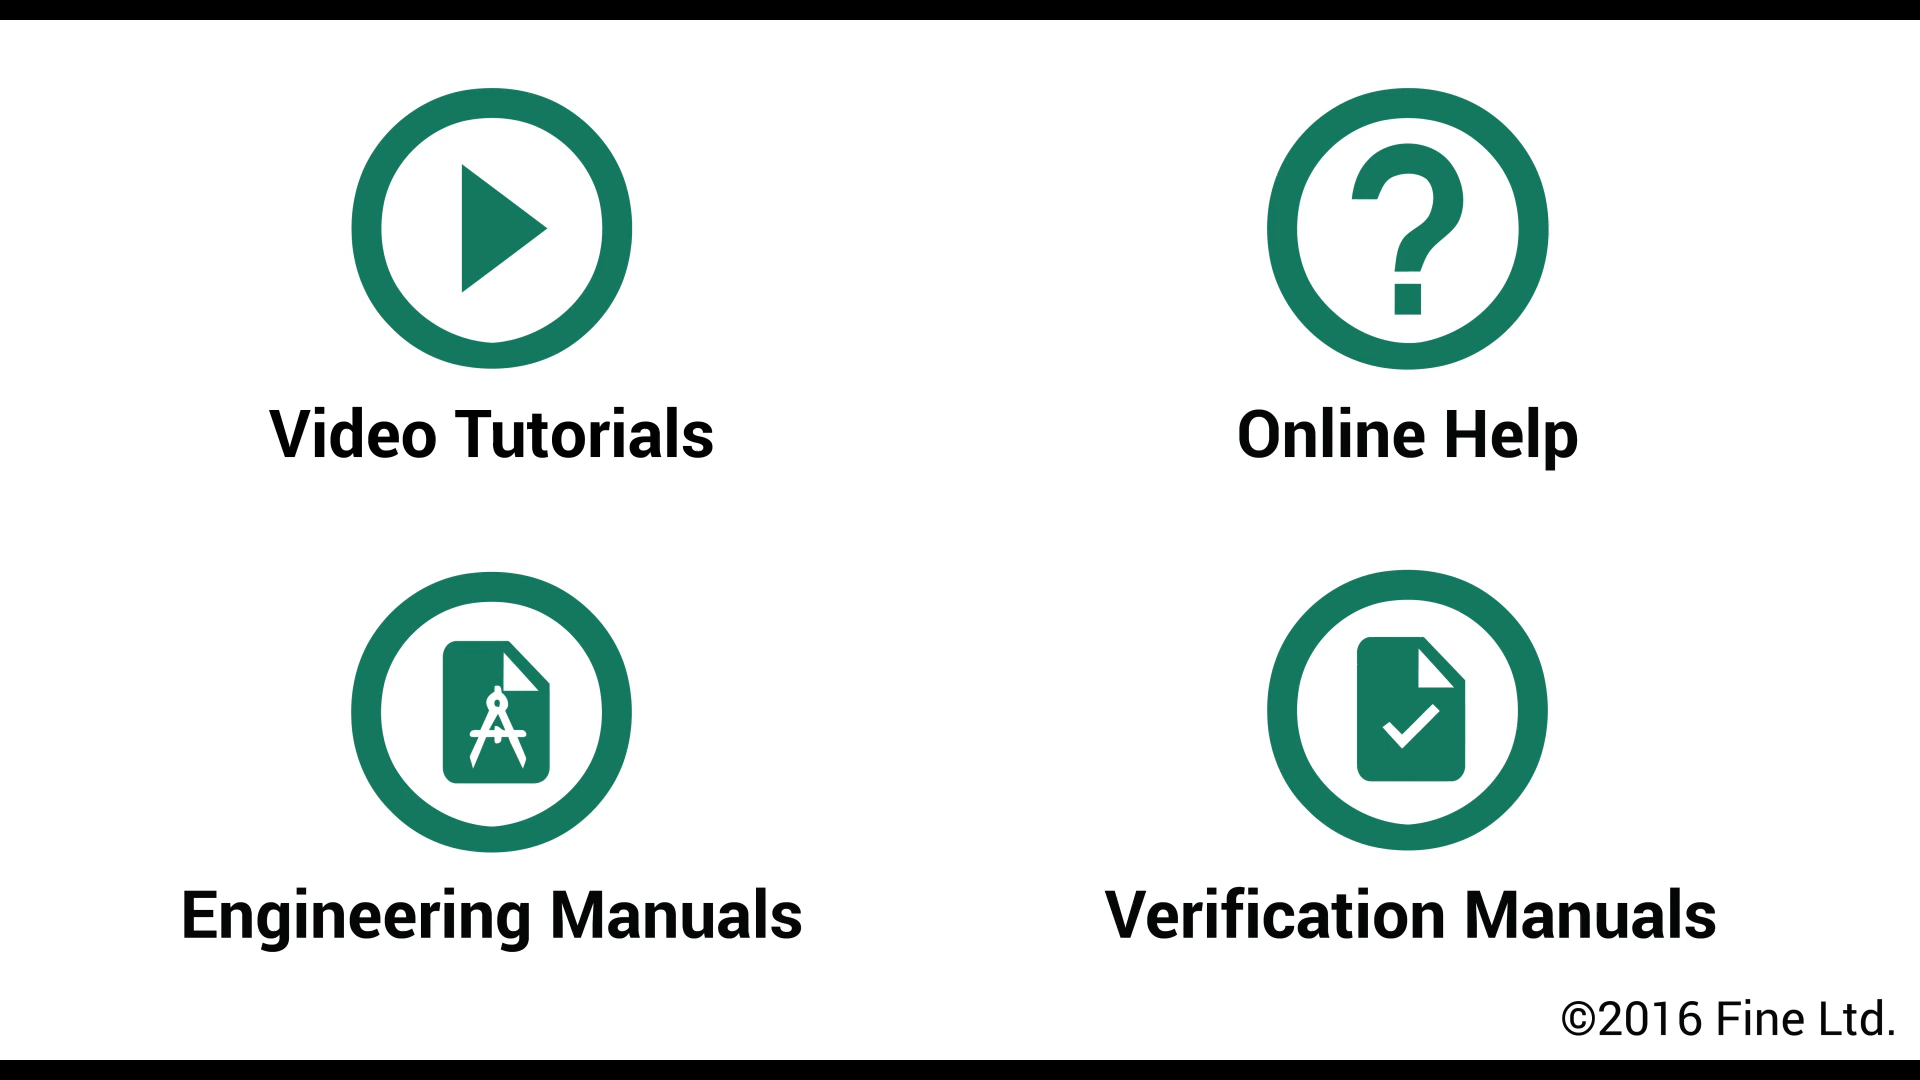 Video Tutorials
Online Help
Engineering Manuals
Verification Manuals
©2016 Fine Ltd.